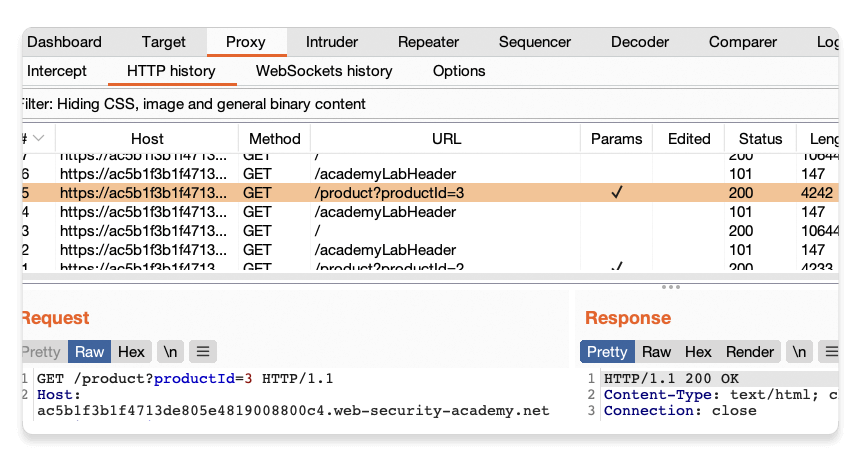 Dashboard Target Proxy Intruder Repeater Sequencer Decoder Comparer Log
Intercept HTTP history WebSockets history Options
Filter: Hiding CSS, image and general binary content
# Host Method URL Params Edited Status Leng
7 https://ac5b1f3b1f4713... GET / 200 10644
6 https://ac5b1f3b1f4713... GET /academyLabHeader 101 147
5 https://ac5b1f3b1f4713... GET /product?productId=3 ✓ 200 4242
4 https://ac5b1f3b1f4713... GET /academyLabHeader 101 147
3 https://ac5b1f3b1f4713... GET / 200 10644
2 https://ac5b1f3b1f4713... GET /academyLabHeader 101 147
1 https://ac5b1f3b1f4713... GET /product?productId=2 ✓ 200 4233
Request
Pretty Raw Hex \n ≡
1 GET /product?productId=3 HTTP/1.1
2 Host:
ac5b1f3b1f4713de805e4819008800c4.web-security-academy.net
Response
Pretty Raw Hex Render \n ≡
1 HTTP/1.1 200 OK
2 Content-Type: text/html; c
3 Connection: close